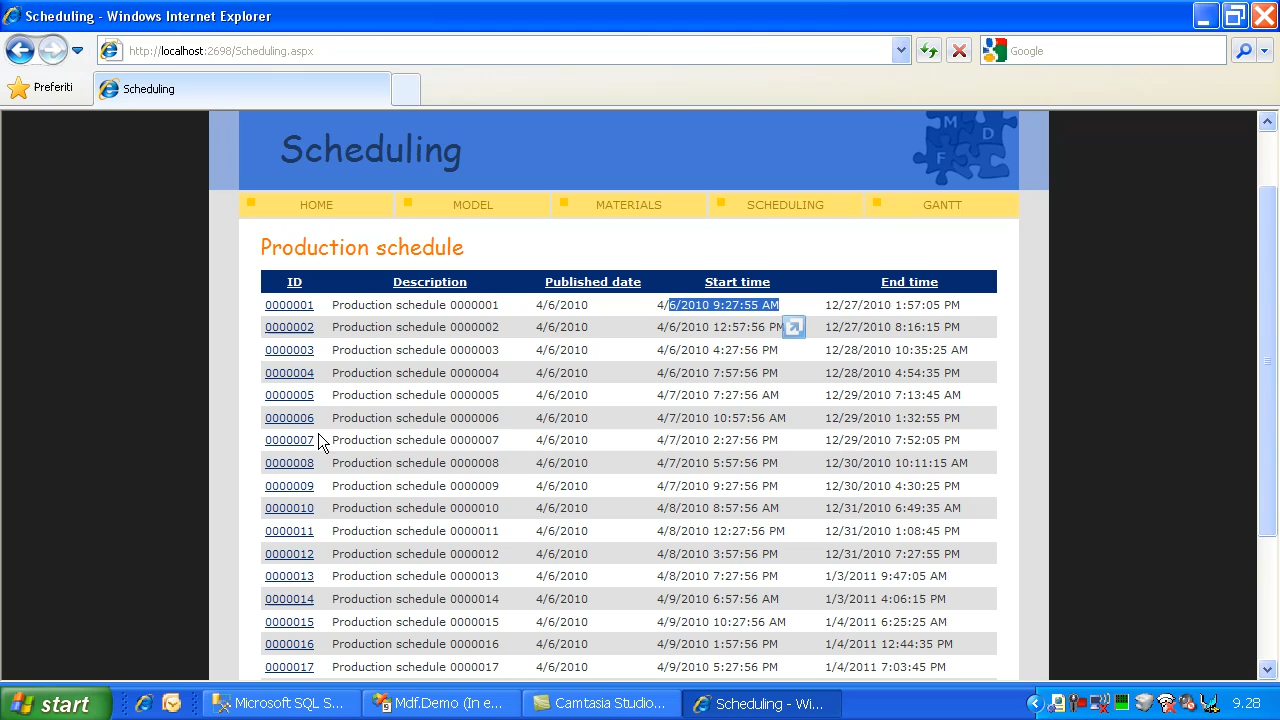 Scheduling - Windows Internet Explorer
http://localhost:2698/Scheduling.aspx
Google
Preferiti
Scheduling
Scheduling
M D F
HOME MODEL MATERIALS SCHEDULING GANTT
Production schedule
ID Description Published date Start time End time
0000001 Production schedule 0000001 4/6/2010 4/6/2010 9:27:55 AM 12/27/2010 1:57:05 PM
0000002 Production schedule 0000002 4/6/2010 4/6/2010 12:57:56 PM 12/27/2010 8:16:15 PM
0000003 Production schedule 0000003 4/6/2010 4/6/2010 4:27:56 PM 12/28/2010 10:35:25 AM
0000004 Production schedule 0000004 4/6/2010 4/6/2010 7:57:56 PM 12/28/2010 4:54:35 PM
0000005 Production schedule 0000005 4/6/2010 4/7/2010 7:27:56 AM 12/29/2010 7:13:45 AM
0000006 Production schedule 0000006 4/6/2010 4/7/2010 10:57:56 AM 12/29/2010 1:32:55 PM
0000007 Production schedule 0000007 4/6/2010 4/7/2010 2:27:56 PM 12/29/2010 7:52:05 PM
0000008 Production schedule 0000008 4/6/2010 4/7/2010 5:57:56 PM 12/30/2010 10:11:15 AM
0000009 Production schedule 0000009 4/6/2010 4/7/2010 9:27:56 PM 12/30/2010 4:30:25 PM
0000010 Production schedule 0000010 4/6/2010 4/8/2010 8:57:56 AM 12/31/2010 6:49:35 AM
0000011 Production schedule 0000011 4/6/2010 4/8/2010 12:27:56 PM 12/31/2010 1:08:45 PM
0000012 Production schedule 0000012 4/6/2010 4/8/2010 3:57:56 PM 12/31/2010 7:27:55 PM
0000013 Production schedule 0000013 4/6/2010 4/8/2010 7:27:56 PM 1/3/2011 9:47:05 AM
0000014 Production schedule 0000014 4/6/2010 4/9/2010 6:57:56 AM 1/3/2011 4:06:15 PM
0000015 Production schedule 0000015 4/6/2010 4/9/2010 10:27:56 AM 1/4/2011 6:25:25 AM
0000016 Production schedule 0000016 4/6/2010 4/9/2010 1:57:56 PM 1/4/2011 12:44:35 PM
0000017 Production schedule 0000017 4/6/2010 4/9/2010 5:27:56 PM 1/4/2011 7:03:45 PM
start Microsoft SQL S... Mdf.Demo (In e... Camtasia Studio... Scheduling - Wi... 9.28